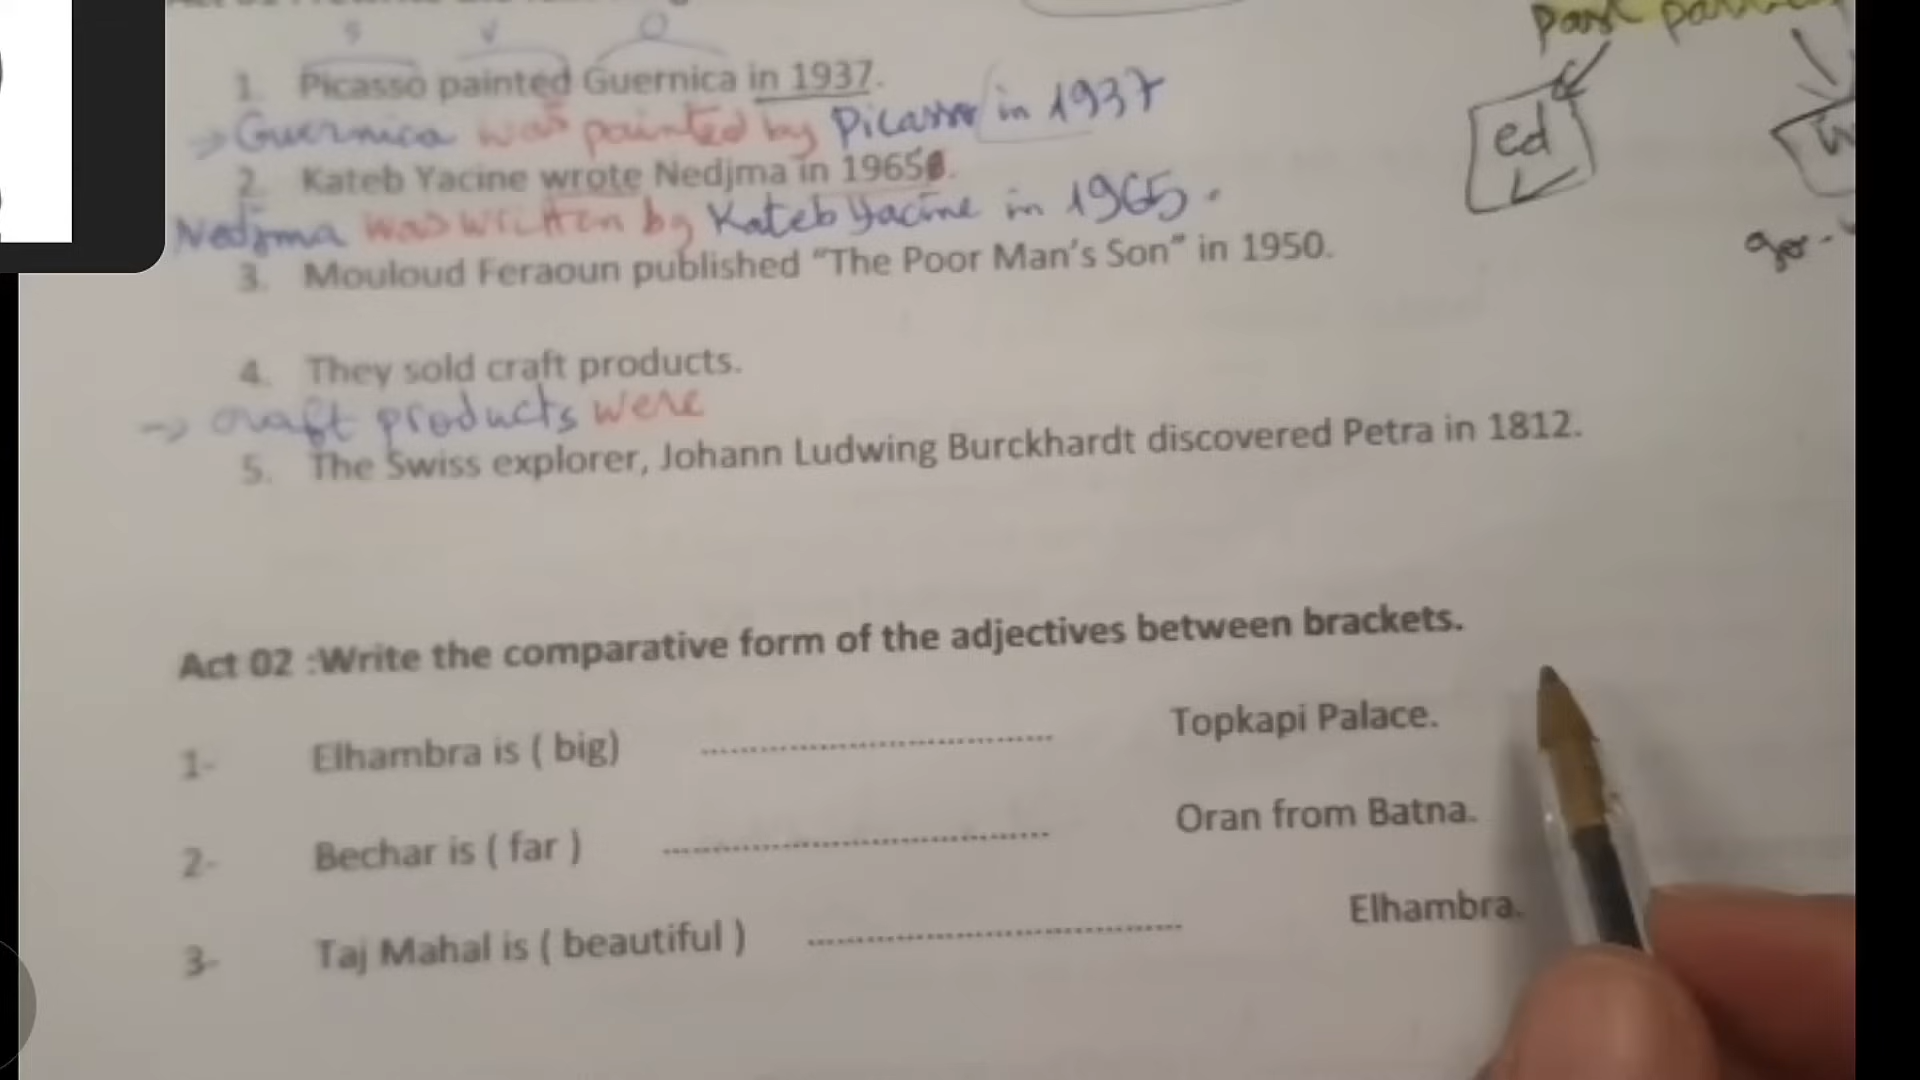 S V O
1. Picasso painted Guernica in 1937.
⇒ Guernica was painted by Picasso in 1937
2. Kateb Yacine wrote Nedjma in 1965.
Nedjma was written by Kateb Yacine in 1965.
3. Mouloud Feraoun published “The Poor Man’s Son” in 1950.
4. They sold craft products.
→ craft products were
5. The Swiss explorer, Johann Ludwing Burckhardt discovered Petra in 1812.
past
ed
Act 02 :Write the comparative form of the adjectives between brackets.
1- Elhambra is ( big) ........................................ Topkapi Palace.
2- Bechar is ( far ) ........................................ Oran from Batna.
3- Taj Mahal is ( beautiful ) ........................................ Elhambra.